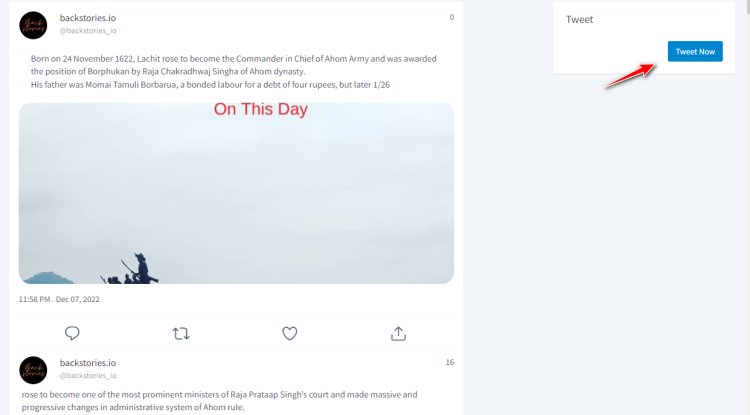 backstories.io
0
@backstories_io
Born on 24 November 1622, Lachit rose to become the Commander in Chief of Ahom Army and was awarded
the position of Borphukan by Raja Chakradhwaj Singha of Ahom dynasty.
His father was Momai Tamuli Borbarua, a bonded labour for a debt of four rupees, but later 1/26
On This Day
11:58 PM . Dec 07, 2022
Back
Stories
backstories.io
16
@backstories_io
Back
Stories
rose to become one of the most prominent ministers of Raja Prataap Singh's court and made massive and
progressive changes in administrative system of Ahom rule.
Tweet
Tweet Now